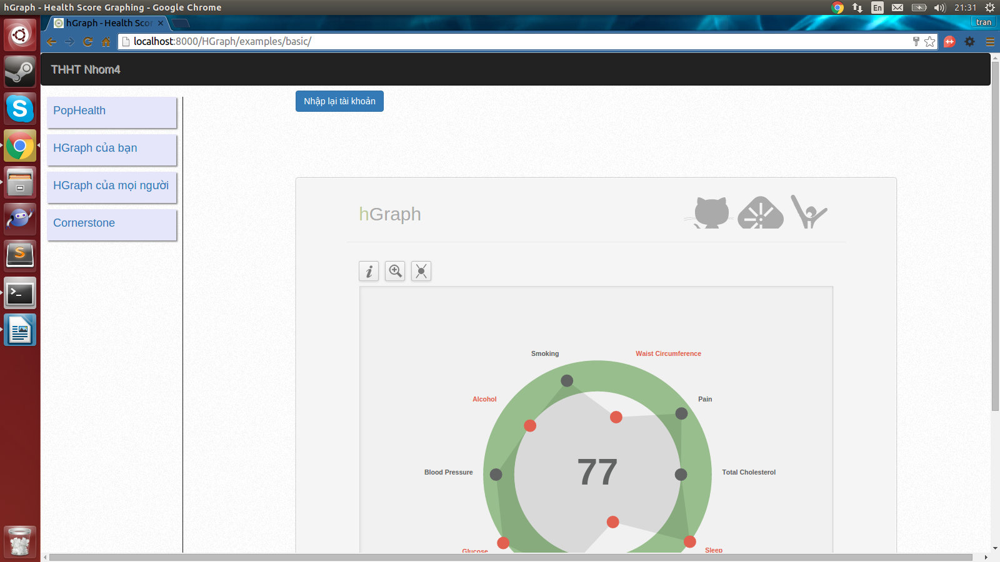 hGraph - Health Score Graphing - Google Chrome
En
21:31
hGraph - Health Scor
tran
localhost:8000/HGraph/examples/basic/
THHT Nhom4
Nhập lại tài khoản
PopHealth
HGraph của bạn
HGraph của mọi người
Cornerstone
hGraph
Smoking
Waist Circumference
Alcohol
Pain
77
Blood Pressure
Total Cholesterol
Glucose
Sleep